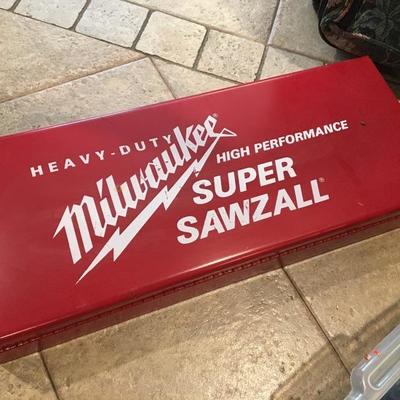 HEAVY-DUTY
Milwaukee
HIGH PERFORMANCE
SUPER
SAWZALL®